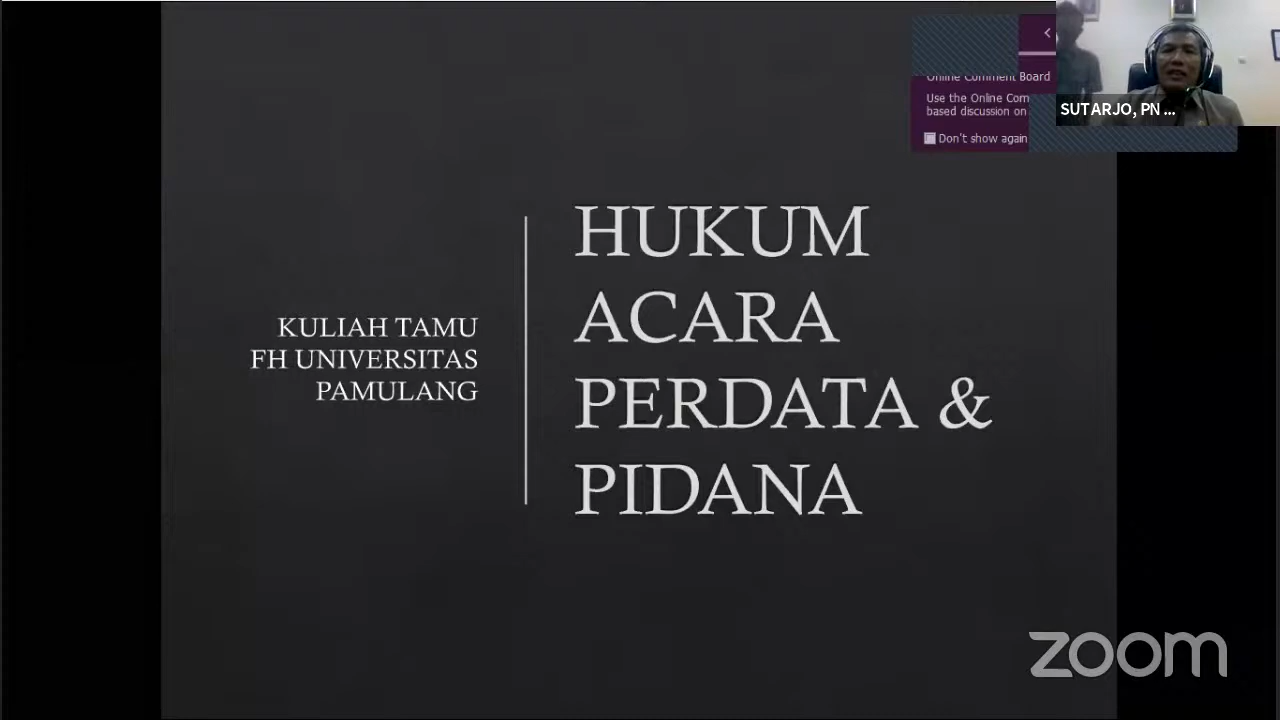 Online Comment Board
Use the Online Com
based discussion on
Don't show again
SUTARJO, PN ...
KULIAH TAMU
FH UNIVERSITAS
PAMULANG
HUKUM
ACARA
PERDATA &
PIDANA
zoom